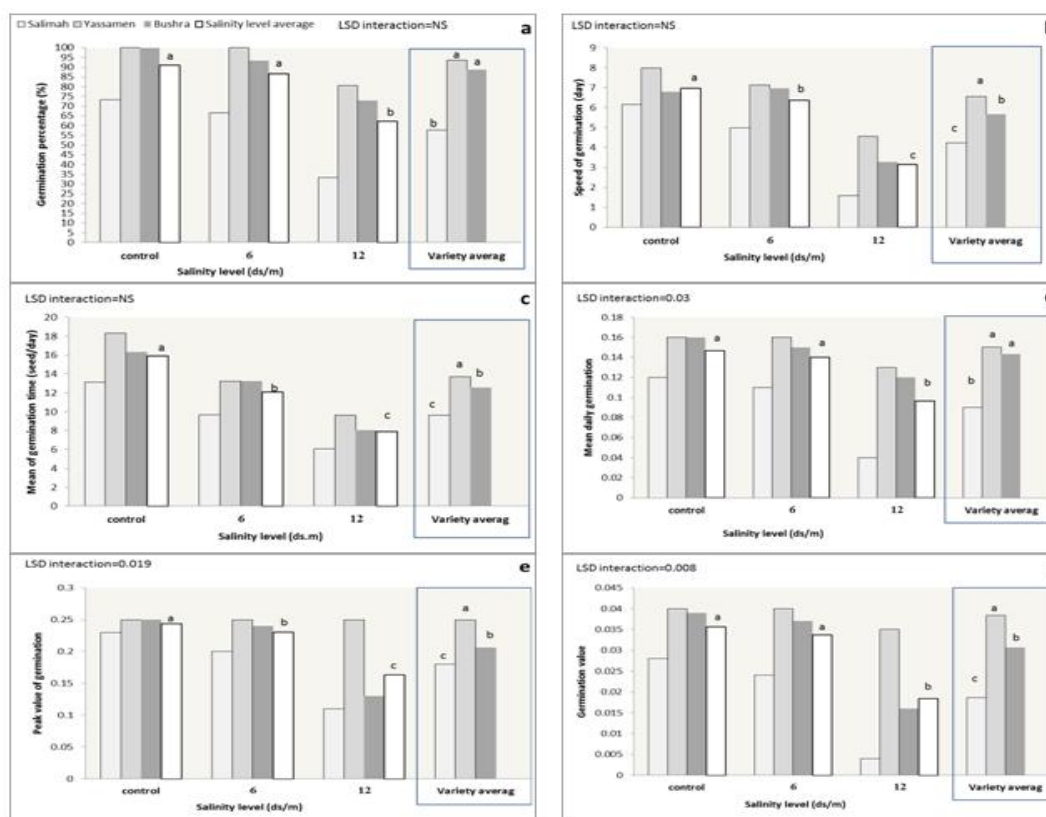 □ Salimah □ Yassamen ■ Bushra □ Salinity level average
LSD interaction=NS
a
Germination percentage (%)
100
95
90
85
80
75
70
65
60
55
50
45
40
35
30
25
20
15
10
5
0
a
a
b
b
a
a
control
6
12
Variety averag
Salinity level (ds/m)
LSD interaction=NS
Speed of germination (day)
9
8
7
6
5
4
3
2
1
0
a
b
c
c
a
b
control
6
12
Variety averag
Salinity level (ds/m)
LSD interaction=NS
c
Mean of germination time (seed/day)
20
18
16
14
12
10
8
6
4
2
0
a
b
c
c
a
b
control
6
12
Variety averag
Salinity level (ds.m)
LSD interaction=0.03
Mean daily germination
0.18
0.16
0.14
0.12
0.1
0.08
0.06
0.04
0.02
0
a
a
b
b
a
a
control
6
12
Variety averag
Salinity level (ds/m)
LSD interaction=0.019
e
Peak value of germination
0.3
0.25
0.2
0.15
0.1
0.05
0
a
b
c
c
a
b
control
6
12
Variety averag
Salinity level (ds/m)
LSD interaction=0.008
Germination value
0.045
0.04
0.035
0.03
0.025
0.02
0.015
0.01
0.005
0
a
a
b
c
a
b
control
6
12
Variety averag
Salinity level (ds/m)